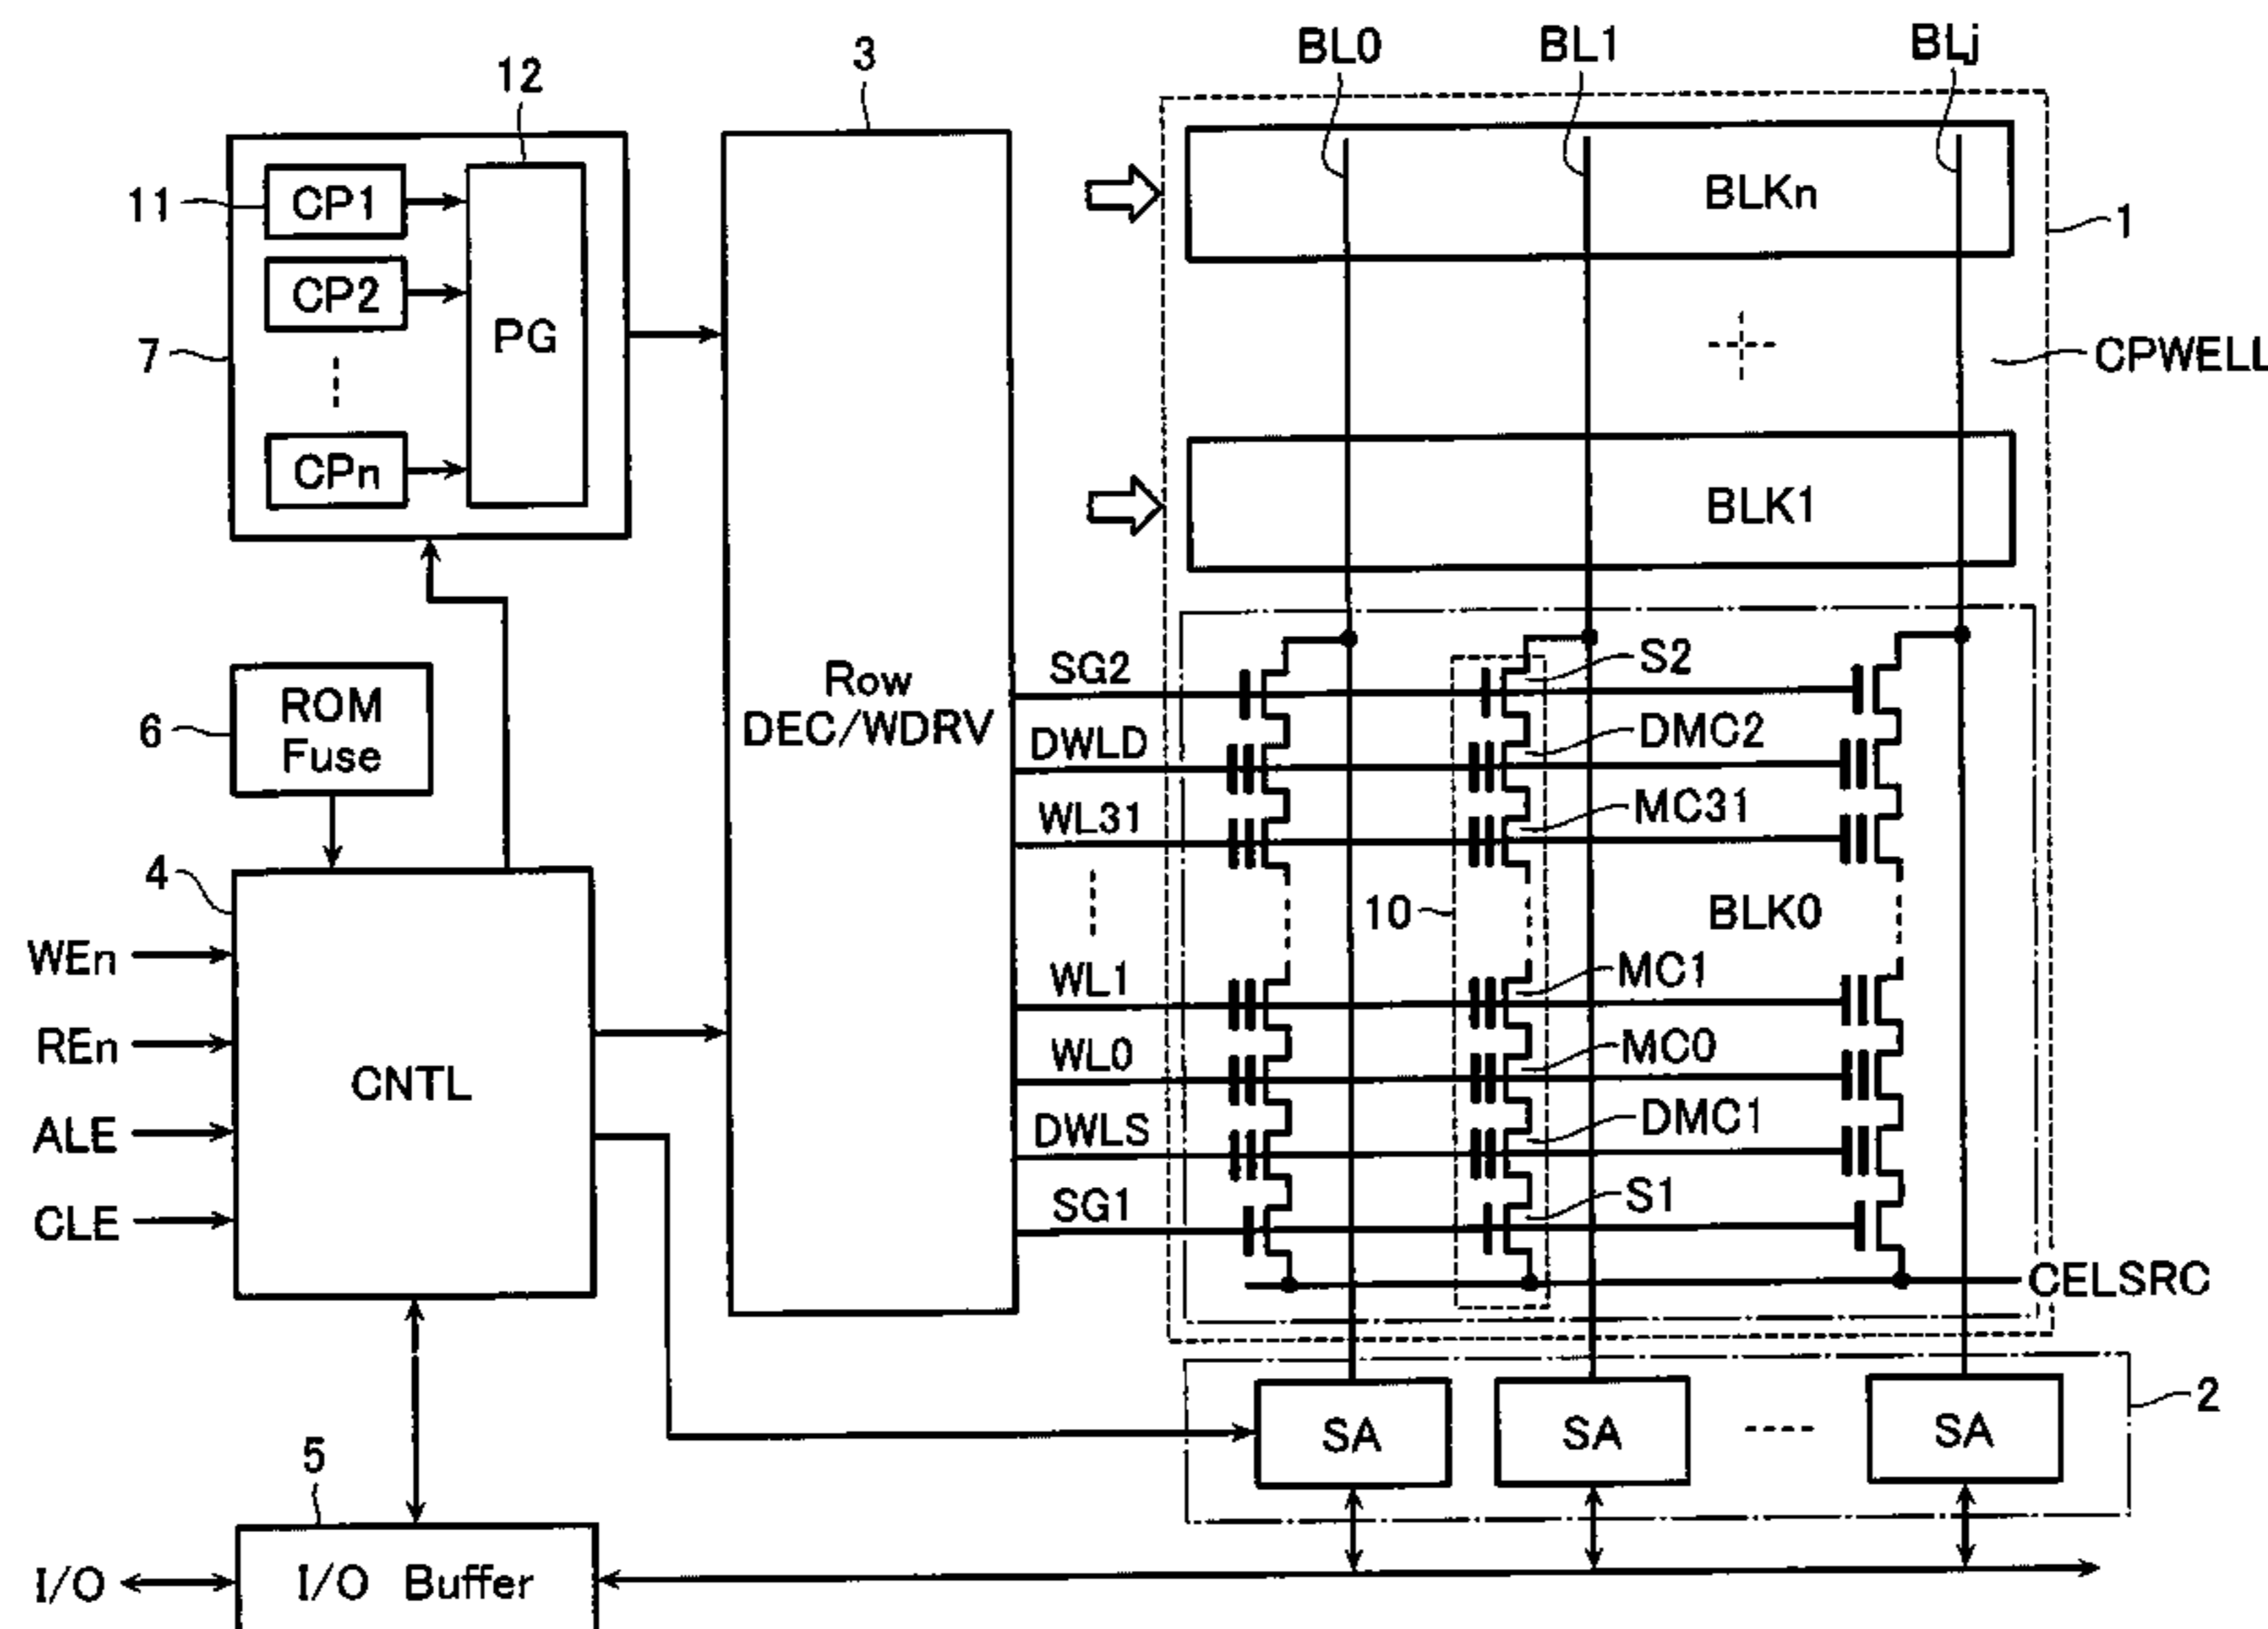 BL0
BL1
BLj
3
12
11
CP1
CP2
CPn
PG
7
BLKn
1
CPWELL
BLK1
ROM
Fuse
6
Row
DEC/WDRV
SG2
DWLD
WL31
WL1
WL0
DWLS
SG1
S2
DMC2
MC31
10
BLK0
MC1
MC0
DMC1
S1
CELSRC
4
WEn
REn
ALE
CLE
CNTL
SA
SA
SA
2
5
I/O
I/O Buffer